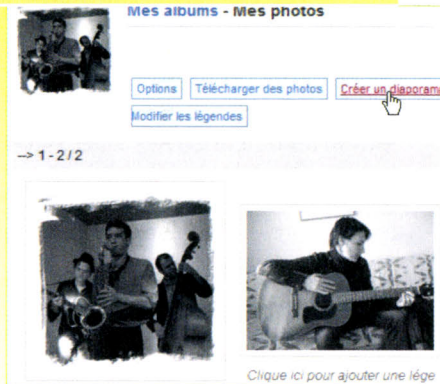 Mes albums - Mes photos
Options Télécharger des photos Créer un diaporama
Modifier les légendes
--> 1 - 2 / 2
Clique ici pour ajouter une lége